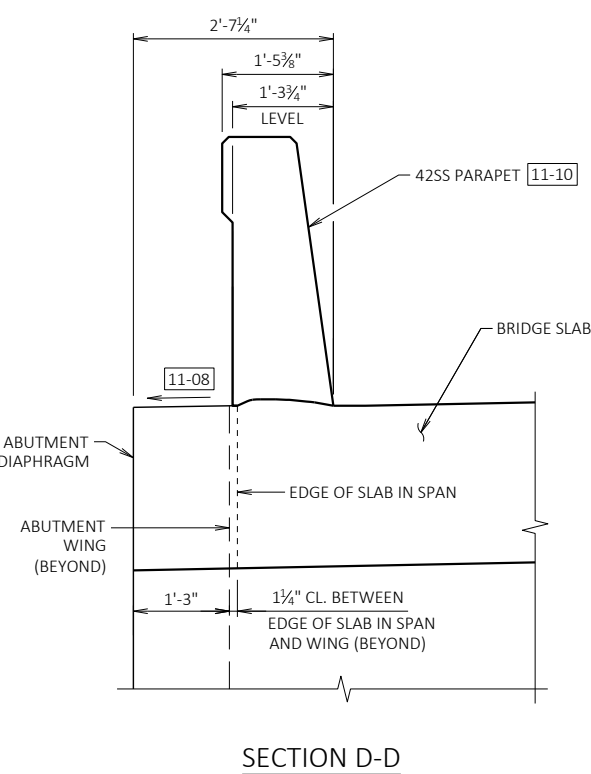 2'-7¼"
1'-5⅜"
1'-3¾"
LEVEL
42SS PARAPET 11-10
BRIDGE SLAB
11-08
ABUTMENT
DIAPHRAGM
EDGE OF SLAB IN SPAN
ABUTMENT
WING
(BEYOND)
1'-3"
1¼" CL. BETWEEN
EDGE OF SLAB IN SPAN
AND WING (BEYOND)
SECTION D-D